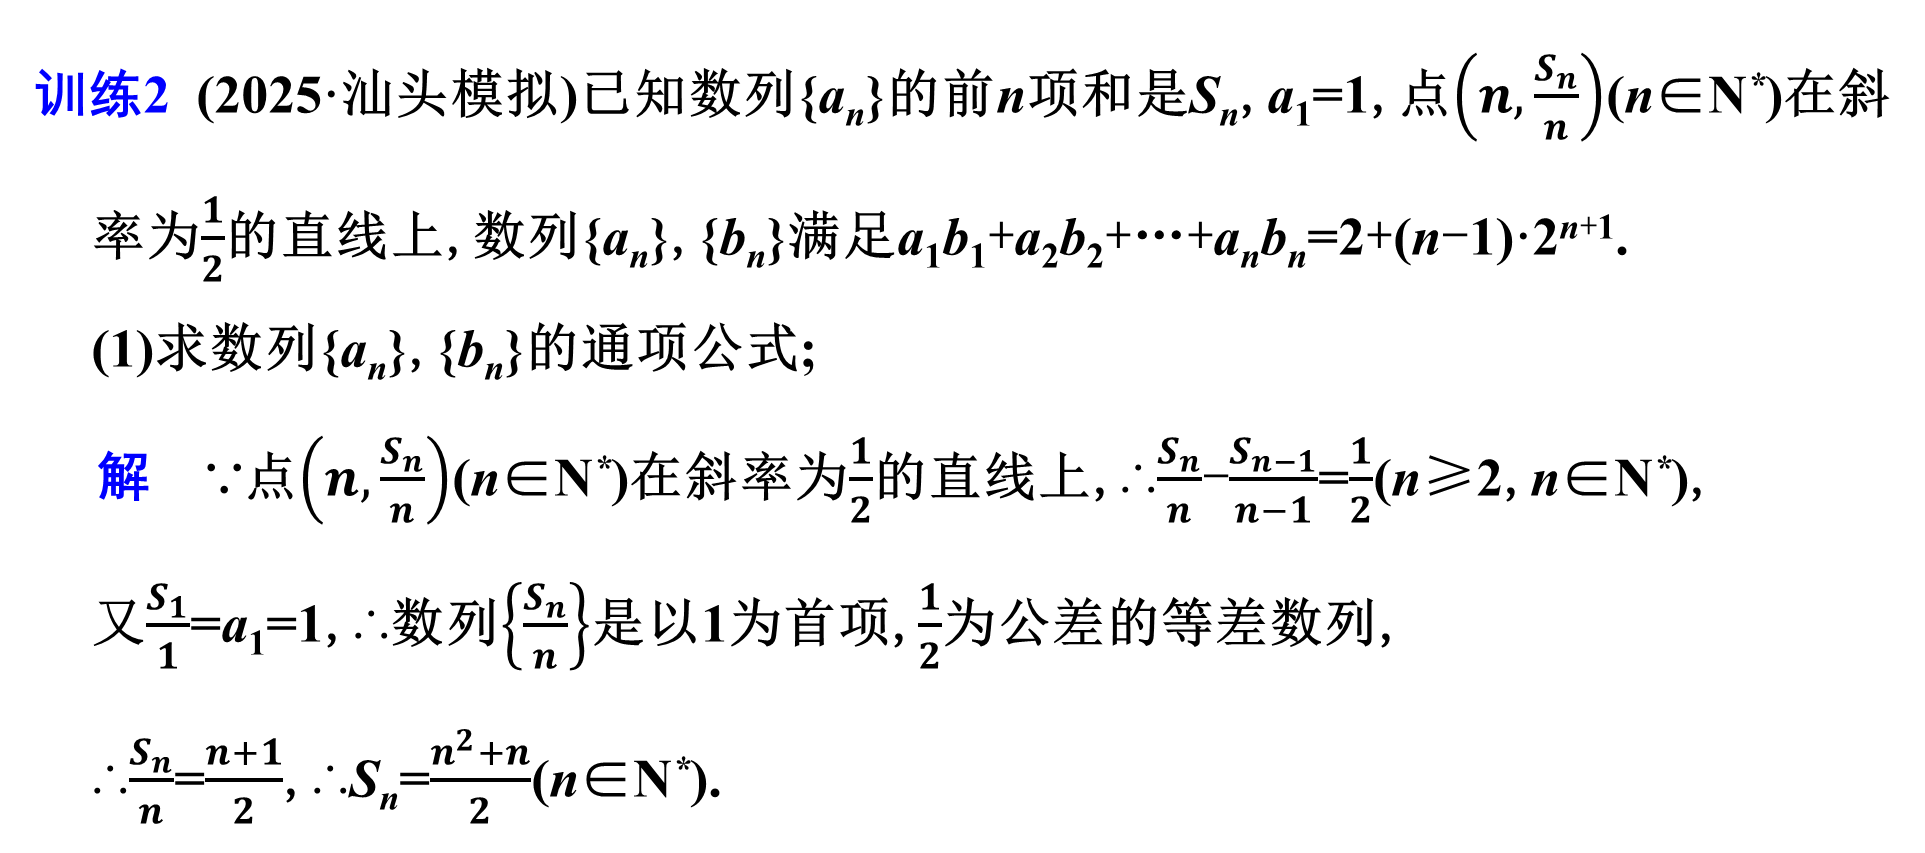 训练2 (2025·汕头模拟)已知数列{aₙ}的前n项和是Sₙ, a₁=1, 点(n, Sₙ/n)(n∈N*)在斜
率为1/2的直线上, 数列{aₙ}, {bₙ}满足a₁b₁+a₂b₂+···+aₙbₙ=2+(n−1)·2ⁿ⁺¹.
(1)求数列{aₙ}, {bₙ}的通项公式;
解 ∵点(n, Sₙ/n)(n∈N*)在斜率为1/2的直线上, ∴Sₙ/n−Sₙ₋₁/(n−1)=1/2(n≥2, n∈N*),
又S₁/1=a₁=1, ∴数列{Sₙ/n}是以1为首项, 1/2为公差的等差数列,
∴Sₙ/n=(n+1)/2, ∴Sₙ=(n²+n)/2(n∈N*).